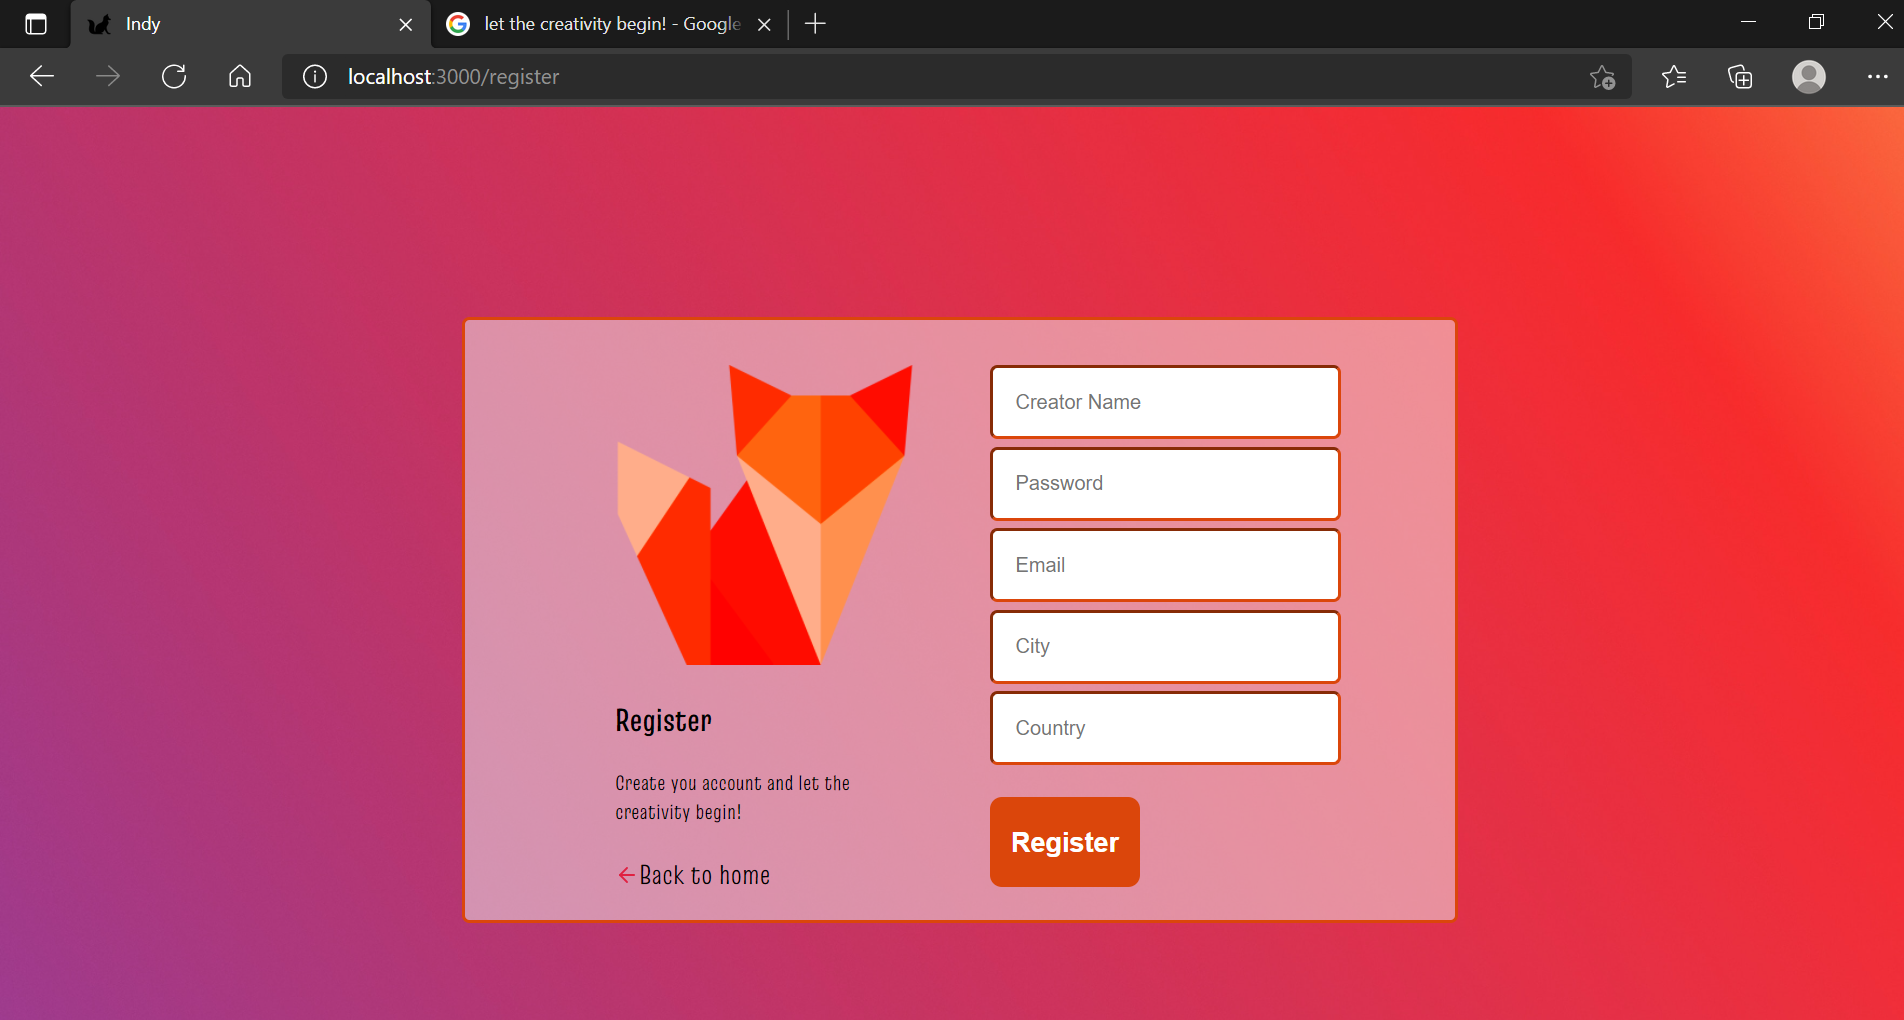 Indy
let the creativity begin! - Google
localhost:3000/register
Creator Name
Password
Email
City
Country
Register
Register
Create you account and let the
creativity begin!
Back to home